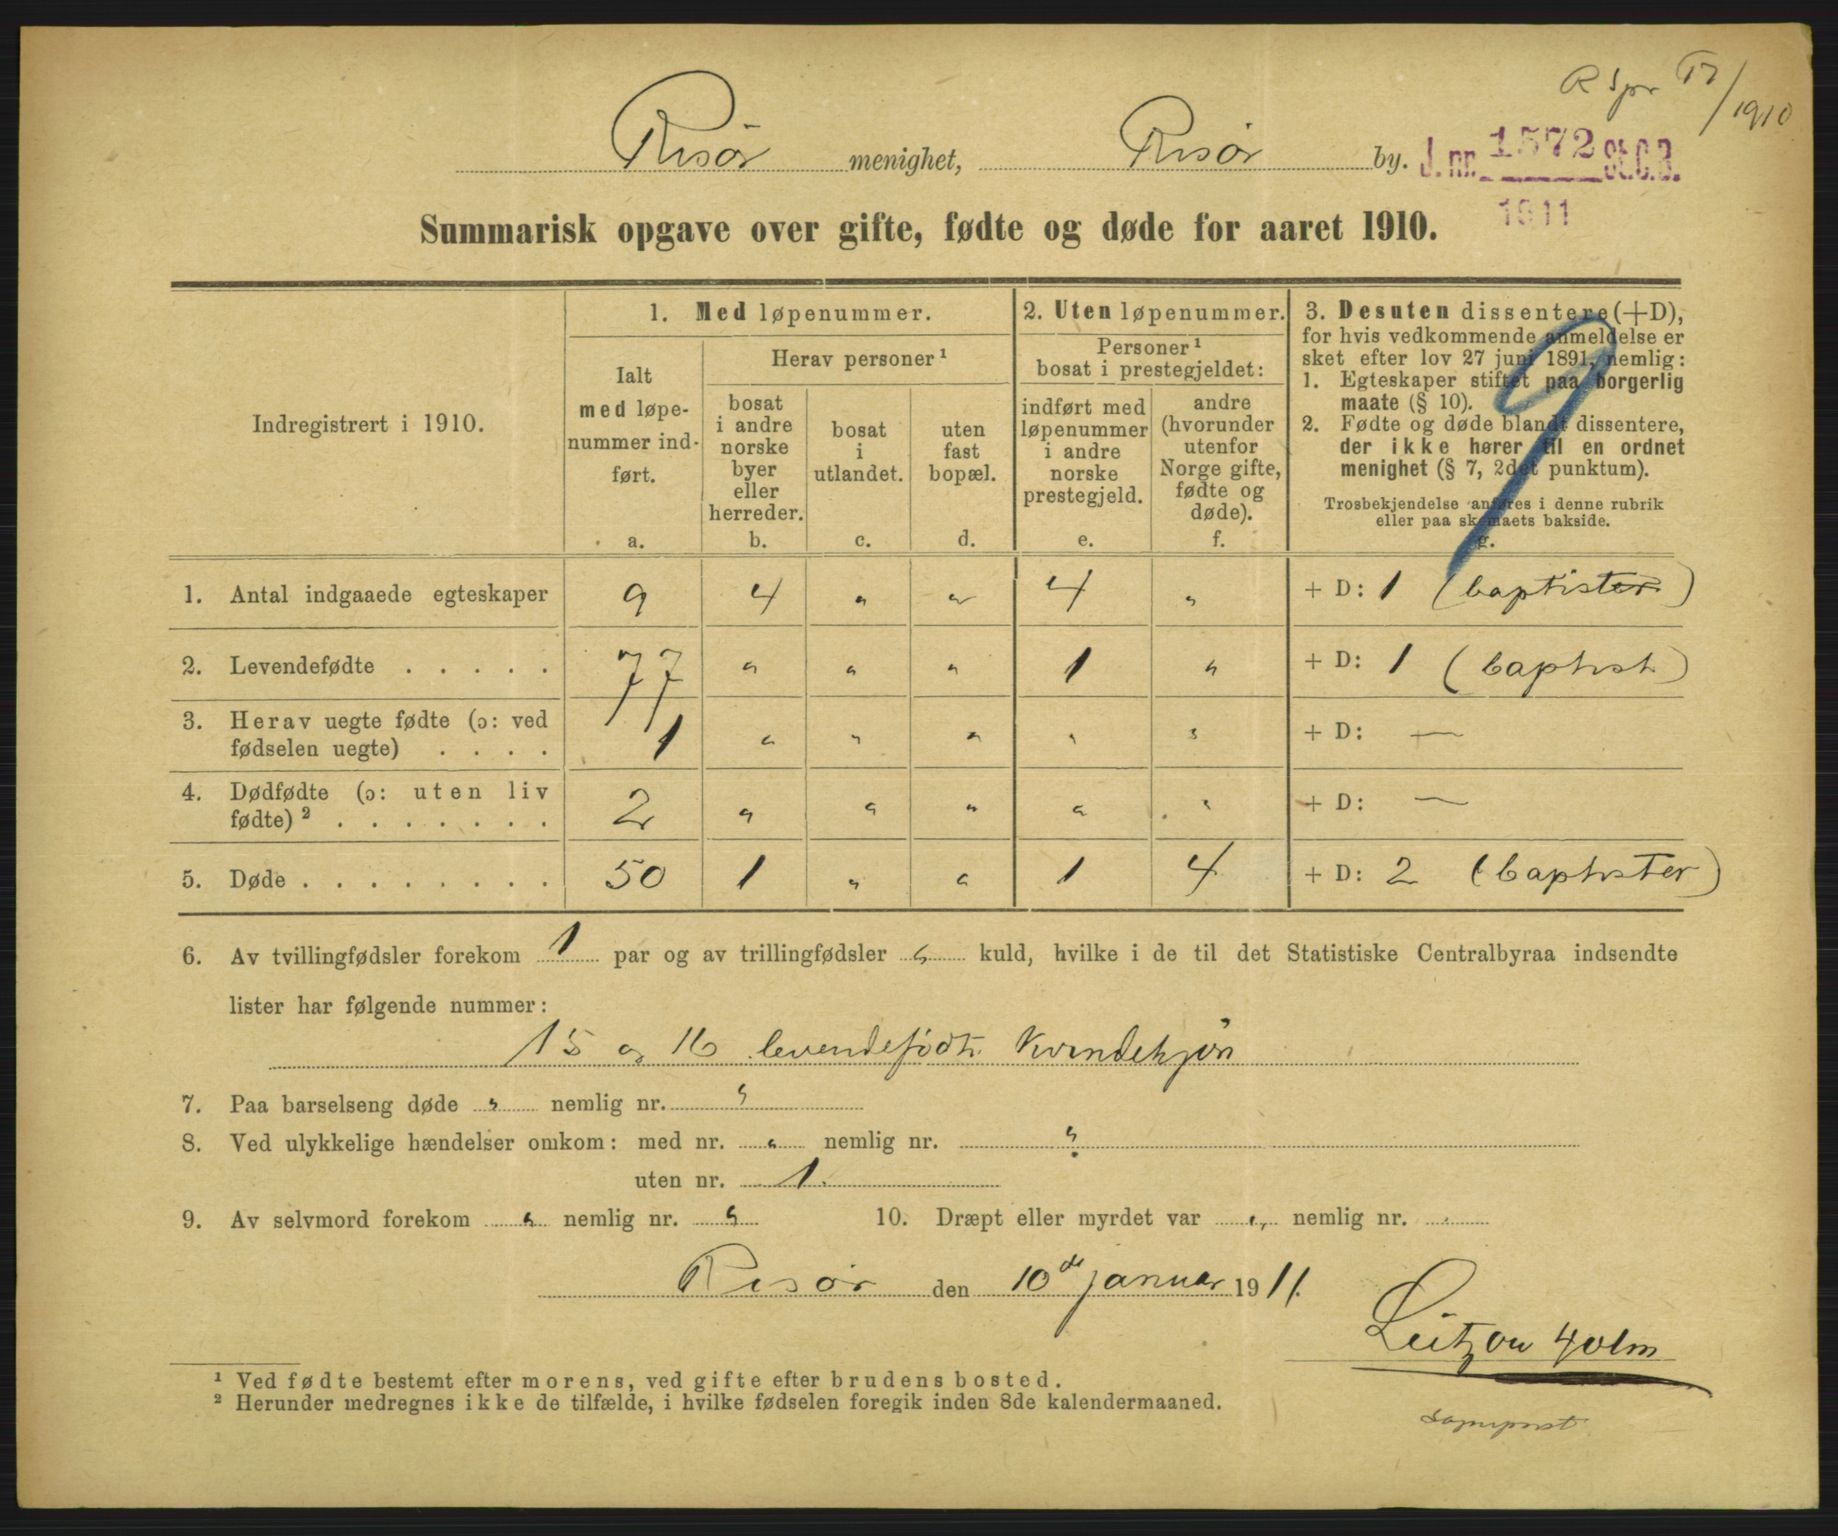 R Spr 17/1910
Risør menighet, Risør by. J. nr. 1572 St.C.B.
1911
Summarisk opgave over gifte, fødte og døde for aaret 1910.
Indregistrert i 1910.
1. Med løpenummer.
Ialt
med løpe-
nummer ind-
ført.
a.
Herav personer ¹
bosat
i andre
norske
byer
eller
herreder.
b.
bosat
i
utlandet.
c.
uten
fast
bopæl.
d.
2. Uten løpenummer.
Personer ¹
bosat i prestegjeldet:
indført med
løpenummer
i andre
norske
prestegjeld.
e.
andre
(hvorunder
utenfor
Norge gifte,
fødte og
døde).
f.
3. Desuten dissentere (+D),
for hvis vedkommende anmeldelse er
sket efter lov 27 juni 1891, nemlig:
1. Egteskaper stiftet paa borgerlig
maate (§ 10).
2. Fødte og døde blandt dissentere,
der ikke hører til en ordnet
menighet (§ 7, 2det punktum).
Trosbekjendelse anføres i denne rubrik
eller paa skemaets bakside.
g.
9
1. Antal indgaaede egteskaper 9 4 „ „ 4 „ + D: 1 (baptister)
2. Levendefødte . . . . . 77 „ „ „ 1 „ + D: 1 (baptist)
3. Herav uegte fødte (ɔ: ved
fødselen uegte) . . . . 1 „ „ „ „ „ + D: —
4. Dødfødte (ɔ: uten liv
fødte) ² . . . . . . . 2 „ „ „ „ „ + D: —
5. Døde . . . . . . . . 50 1 „ „ 1 4 + D: 2 (baptister)
6. Av tvillingfødsler forekom 1 par og av trillingfødsler „ kuld, hvilke i de til det Statistiske Centralbyraa indsendte
lister har følgende nummer:
15 og 16 levendefødte Kvindekjøn
7. Paa barselseng døde „ nemlig nr. „
8. Ved ulykkelige hændelser omkom: med nr. „ nemlig nr. „
uten nr. 1.
9. Av selvmord forekom „ nemlig nr. „ 10. Dræpt eller myrdet var „ nemlig nr. „
Risør den 10de januar 1911.
Leitzow Holm
Sogneprest
¹ Ved fødte bestemt efter morens, ved gifte efter brudens bosted.
² Herunder medregnes ikke de tilfælde, i hvilke fødselen foregik inden 8de kalendermaaned.